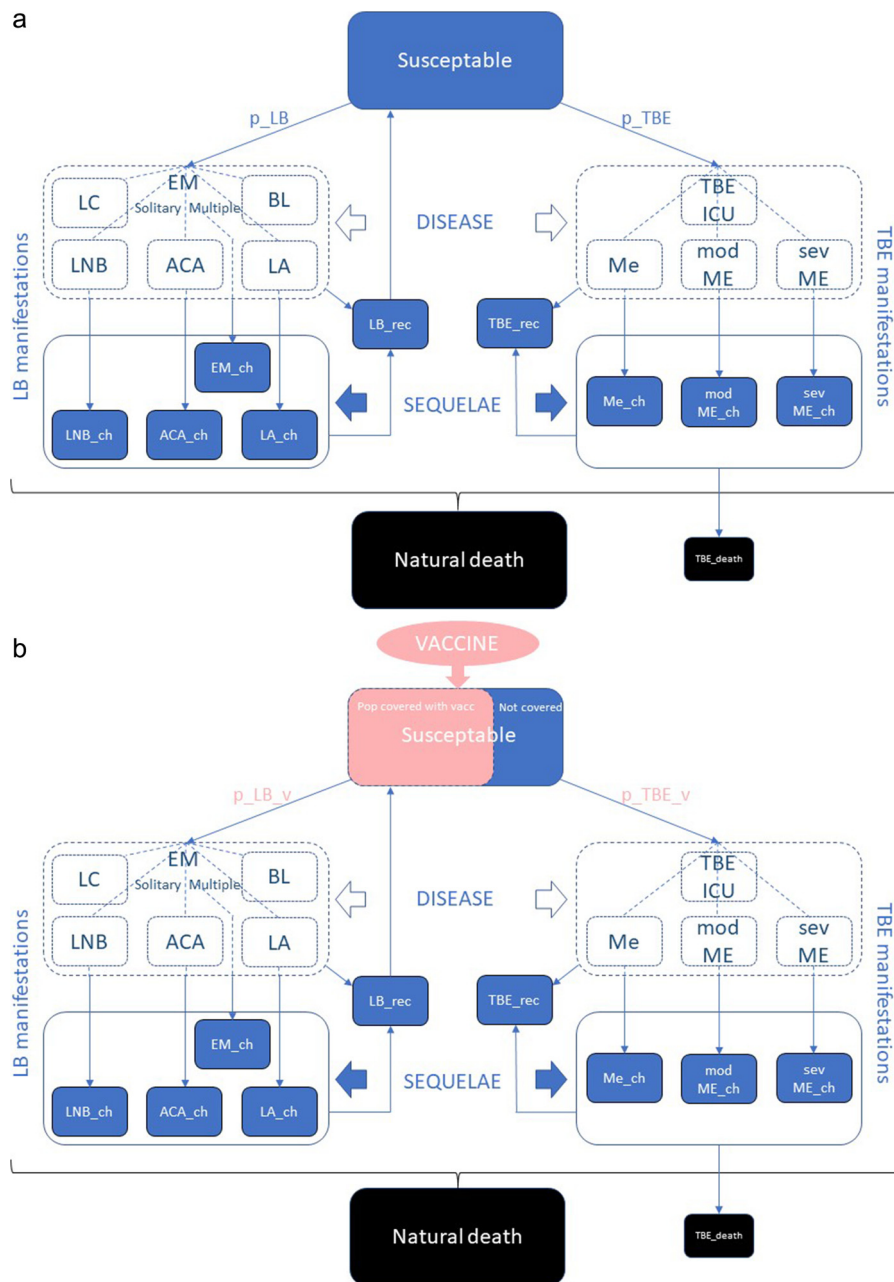 a
Susceptable
p_LB
p_TBE
EM
Solitary Multiple
LC
BL
LNB
ACA
LA
DISEASE
TBE
ICU
Me
mod
ME
sev
ME
LB manifestations
TBE manifestations
LB_rec
TBE_rec
EM_ch
LNB_ch
ACA_ch
LA_ch
SEQUELAE
Me_ch
mod
ME_ch
sev
ME_ch
Natural death
TBE_death
b
VACCINE
Pop covered with vacc
Not covered
Susceptable
p_LB_v
p_TBE_v
EM
Solitary Multiple
LC
BL
LNB
ACA
LA
DISEASE
TBE
ICU
Me
mod
ME
sev
ME
LB manifestations
TBE manifestations
LB_rec
TBE_rec
EM_ch
LNB_ch
ACA_ch
LA_ch
SEQUELAE
Me_ch
mod
ME_ch
sev
ME_ch
Natural death
TBE_death